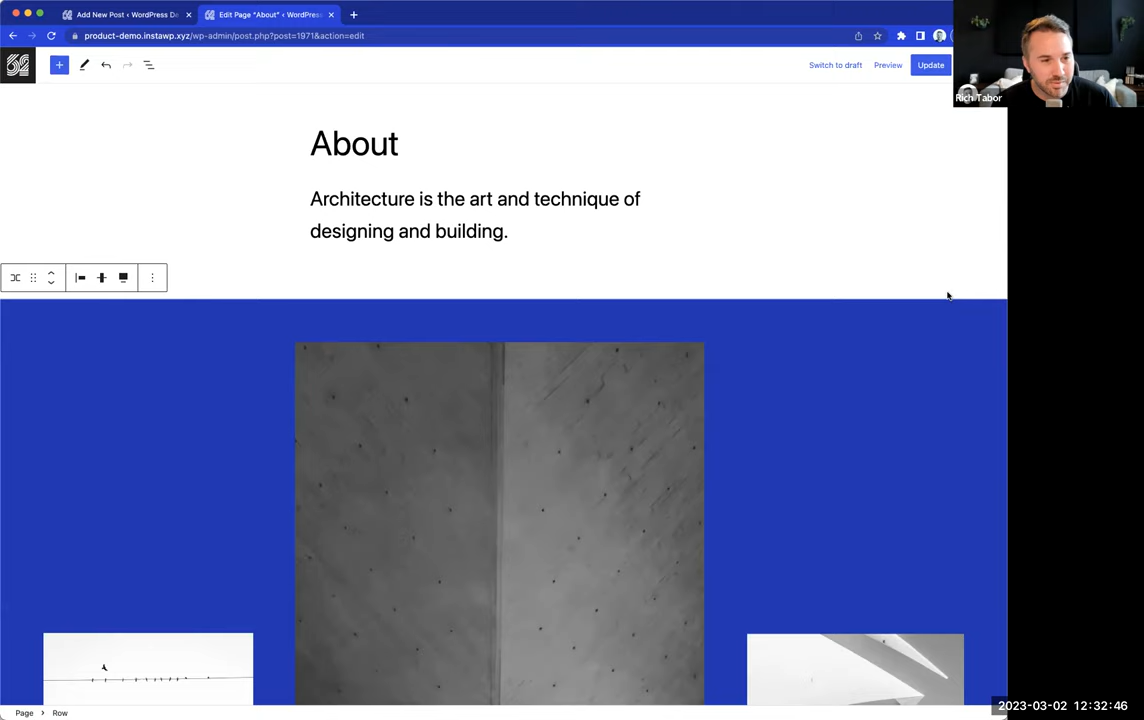 Add New Post ‹ WordPress De
Edit Page "About" ‹ WordPress
product-demo.instawp.xyz/wp-admin/post.php?post=1971&action=edit
62
Switch to draft
Preview
Update
Rich Tabor
About
Architecture is the art and technique of
designing and building.
Page
Row
2023-03-02 12:32:46